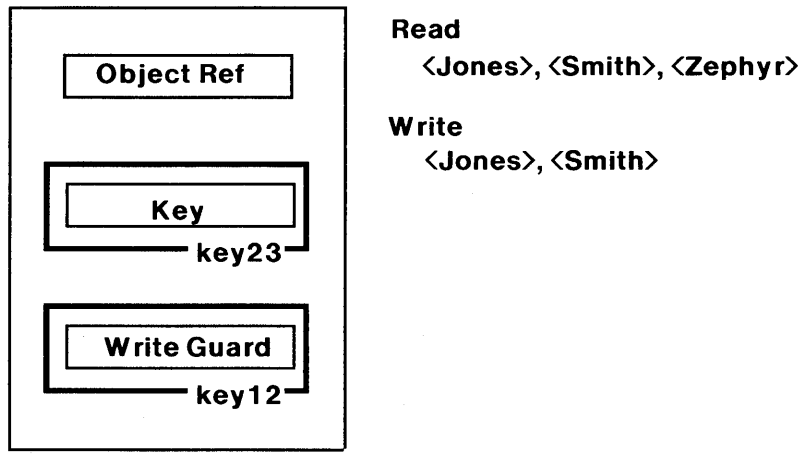 Object Ref
Key
key23
Write Guard
key12
Read
<Jones>, <Smith>, <Zephyr>
Write
<Jones>, <Smith>